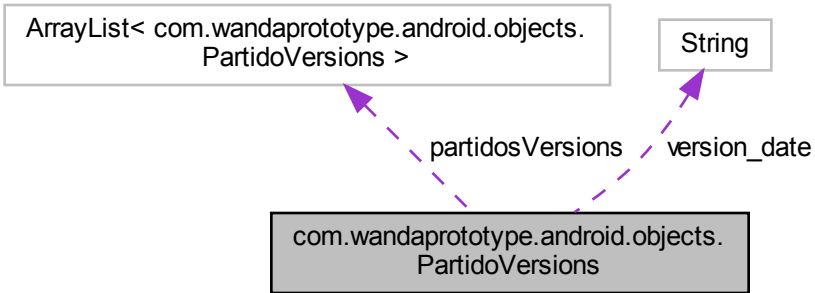 ArrayList< com.wandaprototype.android.objects.
PartidoVersions >
String
partidosVersions
version_date
com.wandaprototype.android.objects.
PartidoVersions